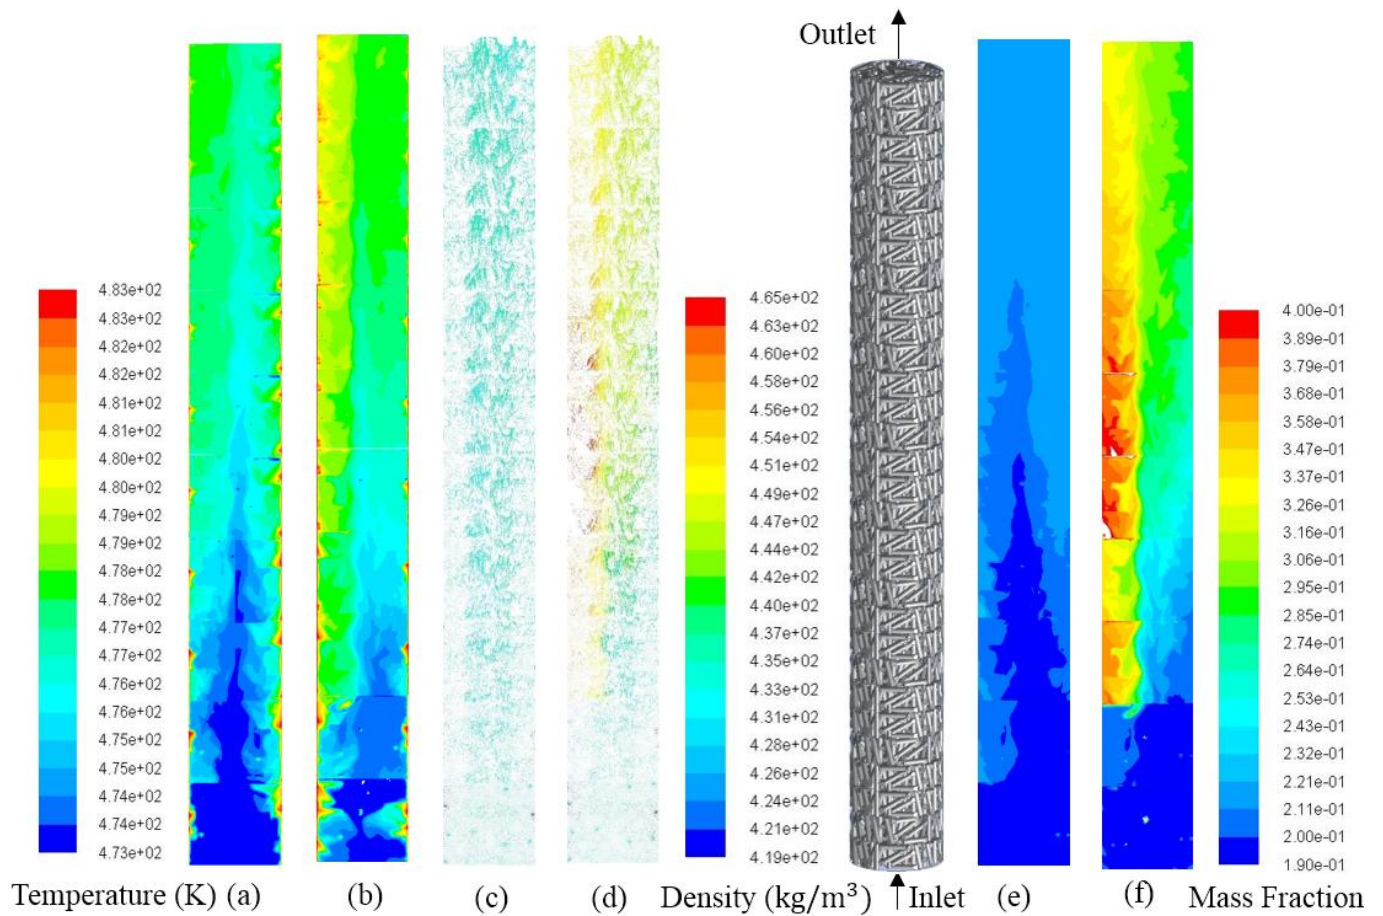 Outlet
4.83e+02
4.83e+02
4.82e+02
4.82e+02
4.81e+02
4.81e+02
4.80e+02
4.80e+02
4.79e+02
4.79e+02
4.78e+02
4.78e+02
4.77e+02
4.77e+02
4.76e+02
4.76e+02
4.75e+02
4.75e+02
4.74e+02
4.74e+02
4.73e+02
4.65e+02
4.63e+02
4.60e+02
4.58e+02
4.56e+02
4.54e+02
4.51e+02
4.49e+02
4.47e+02
4.44e+02
4.42e+02
4.40e+02
4.37e+02
4.35e+02
4.33e+02
4.31e+02
4.28e+02
4.26e+02
4.24e+02
4.21e+02
4.19e+02
4.00e-01
3.89e-01
3.79e-01
3.68e-01
3.58e-01
3.47e-01
3.37e-01
3.26e-01
3.16e-01
3.06e-01
2.95e-01
2.85e-01
2.74e-01
2.64e-01
2.53e-01
2.43e-01
2.32e-01
2.21e-01
2.11e-01
2.00e-01
1.90e-01
Temperature (K) (a) (b) (c) (d) Density (kg/m³) Inlet (e) (f) Mass Fraction